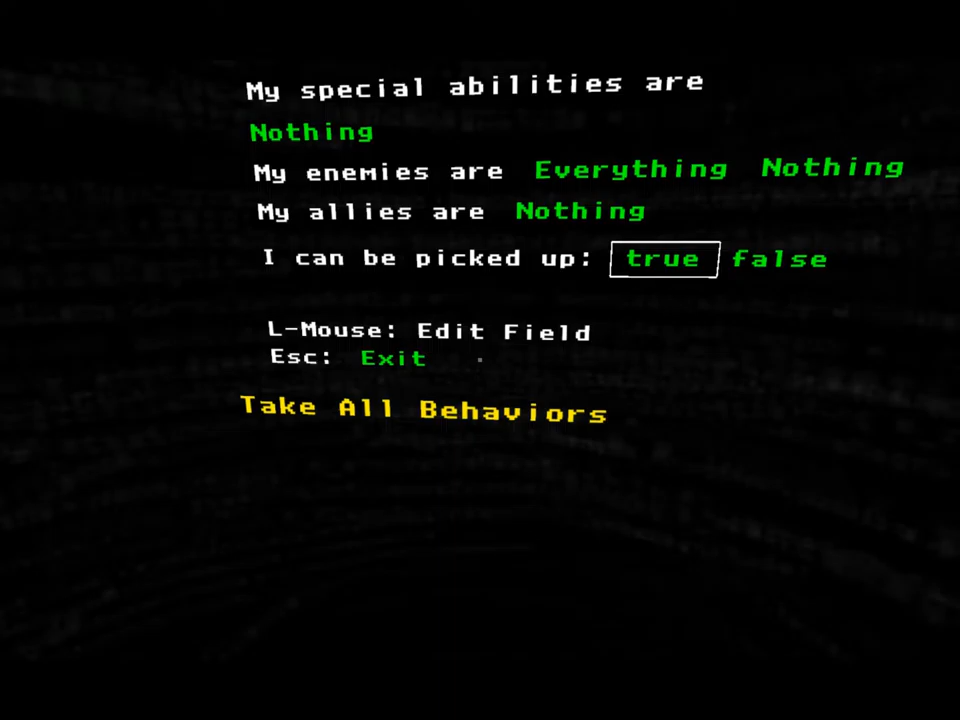 My special abilities are
Nothing
My enemies are Everything Nothing
My allies are Nothing
I can be picked up: true false
L-Mouse: Edit Field
Esc: Exit
Take All Behaviors